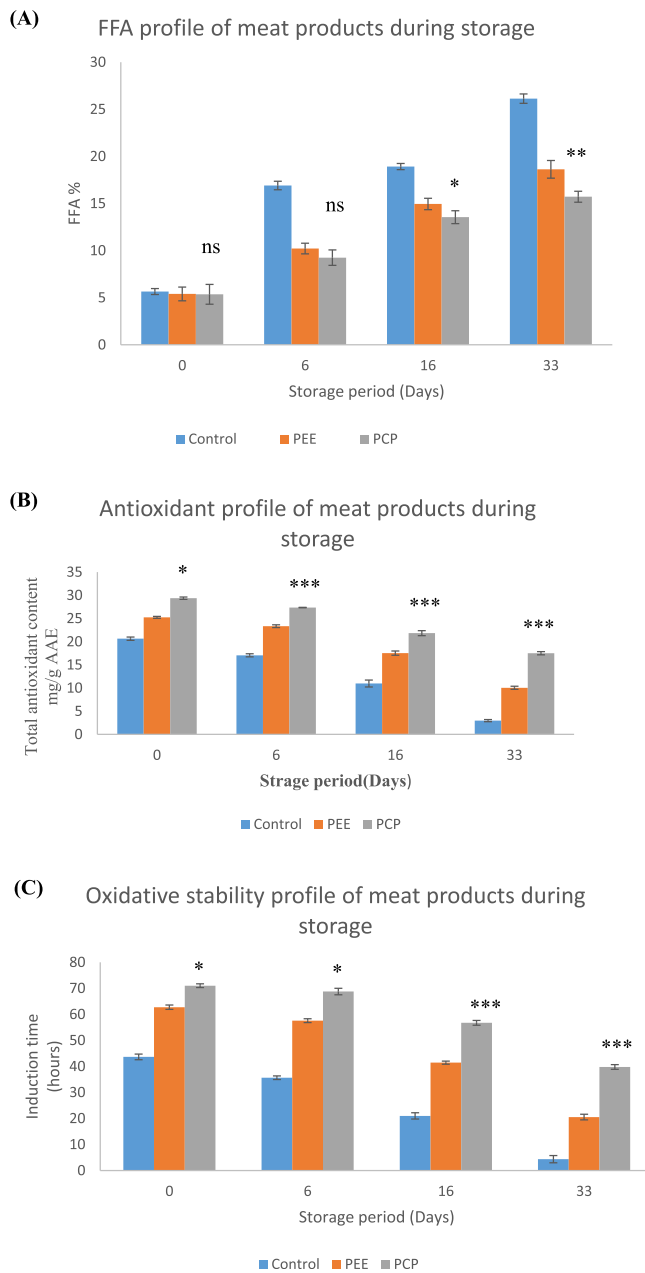 (A)
FFA profile of meat products during storage
30
25
20
15
10
5
0
FFA %
ns
ns
*
**
0 6 16 33
Storage period (Days)
Control PEE PCP
(B)
Antioxidant profile of meat products during
storage
35
30
25
20
15
10
5
0
Total antioxidant content
mg/g AAE
*
***
***
***
0 6 16 33
Strage period(Days)
Control PEE PCP
(C)
Oxidative stability profile of meat products during
storage
80
70
60
50
40
30
20
10
0
Induction time
(hours)
*
*
***
***
0 6 16 33
Storage period (Days)
Control PEE PCP